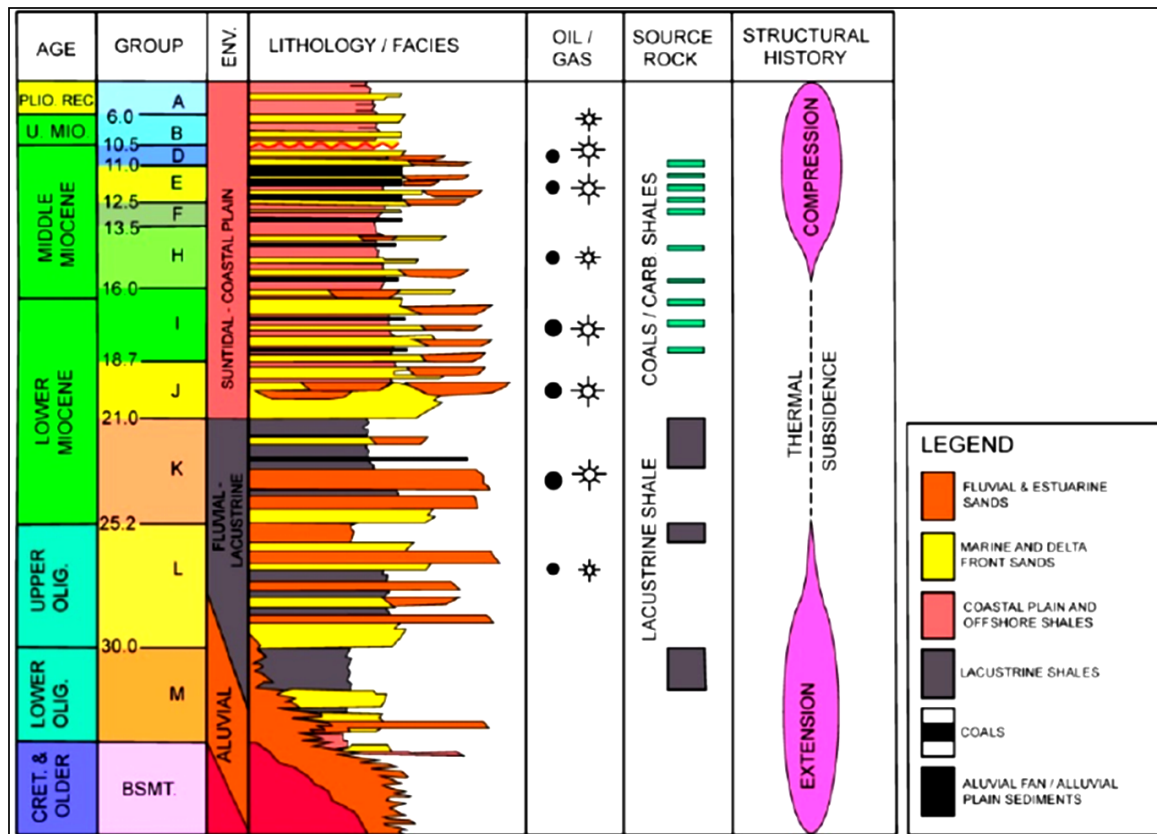 AGE
GROUP
ENV.
LITHOLOGY / FACIES
OIL /
GAS
SOURCE
ROCK
STRUCTURAL
HISTORY
PLIO. REC
A
6.0
U. MIO.
B
10.5
D
11.0
MIDDLE
MIOCENE
E
12.5
F
13.5
H
16.0
LOWER
MIOCENE
I
18.7
J
21.0
K
25.2
UPPER
OLIG.
L
30.0
LOWER
OLIG.
M
CRET. &
OLDER
BSMT.
SUNTIDAL - COASTAL PLAIN
FLUVIAL -
LACUSTRINE
ALUVIAL
COALS / CARB SHALES
LACUSTRINE SHALE
COMPRESSION
THERMAL
SUBSIDENCE
EXTENSION
LEGEND
FLUVIAL & ESTUARINE
SANDS
MARINE AND DELTA
FRONT SANDS
COASTAL PLAIN AND
OFFSHORE SHALES
LACUSTRINE SHALES
COALS
ALUVIAL FAN / ALLUVIAL
PLAIN SEDIMENTS